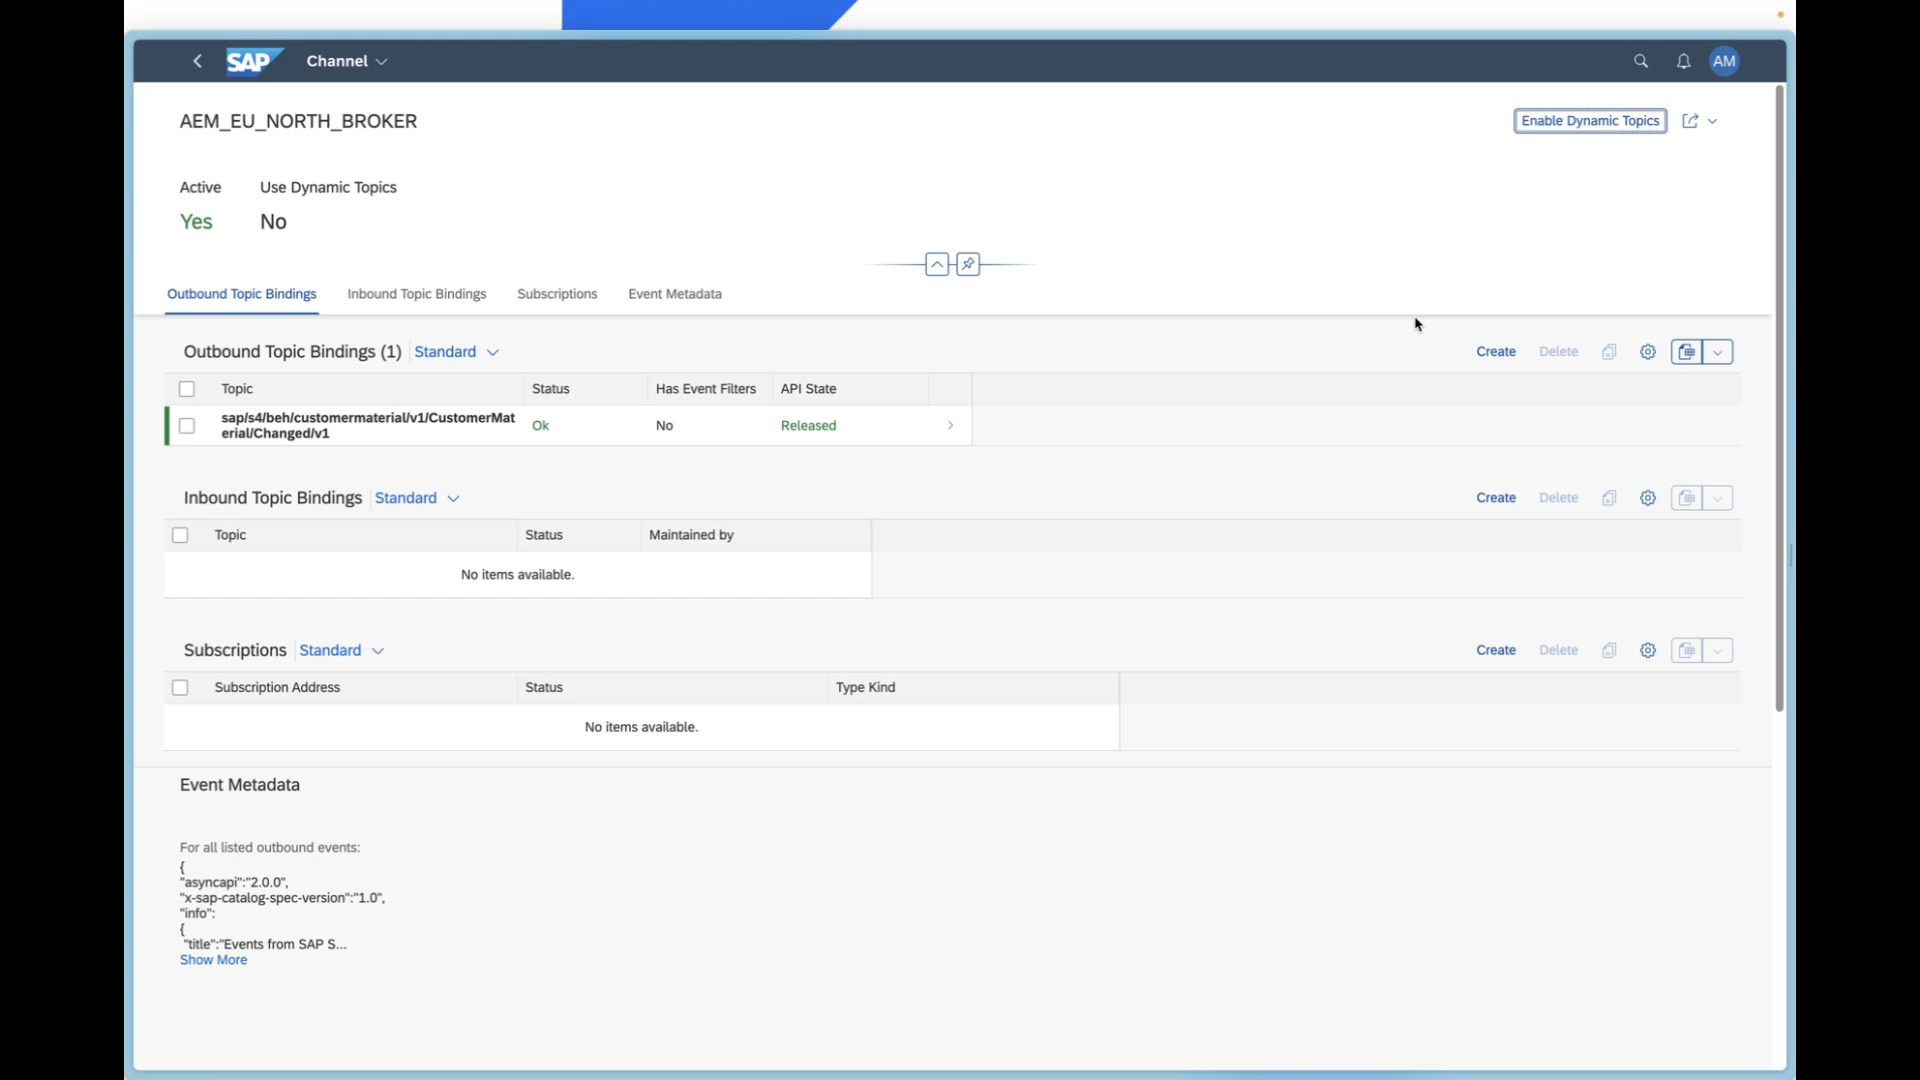 SAP Channel AM
AEM_EU_NORTH_BROKER Enable Dynamic Topics
Active Use Dynamic Topics
Yes No
Outbound Topic Bindings Inbound Topic Bindings Subscriptions Event Metadata
Outbound Topic Bindings (1) Standard Create Delete
Topic Status Has Event Filters API State
sap/s4/beh/customermaterial/v1/CustomerMat
erial/Changed/v1 Ok No Released
Inbound Topic Bindings Standard Create Delete
Topic Status Maintained by
No items available.
Subscriptions Standard Create Delete
Subscription Address Status Type Kind
No items available.
Event Metadata
For all listed outbound events:
{
"asyncapi":"2.0.0",
"x-sap-catalog-spec-version":"1.0",
"info":
{
"title":"Events from SAP S...
Show More